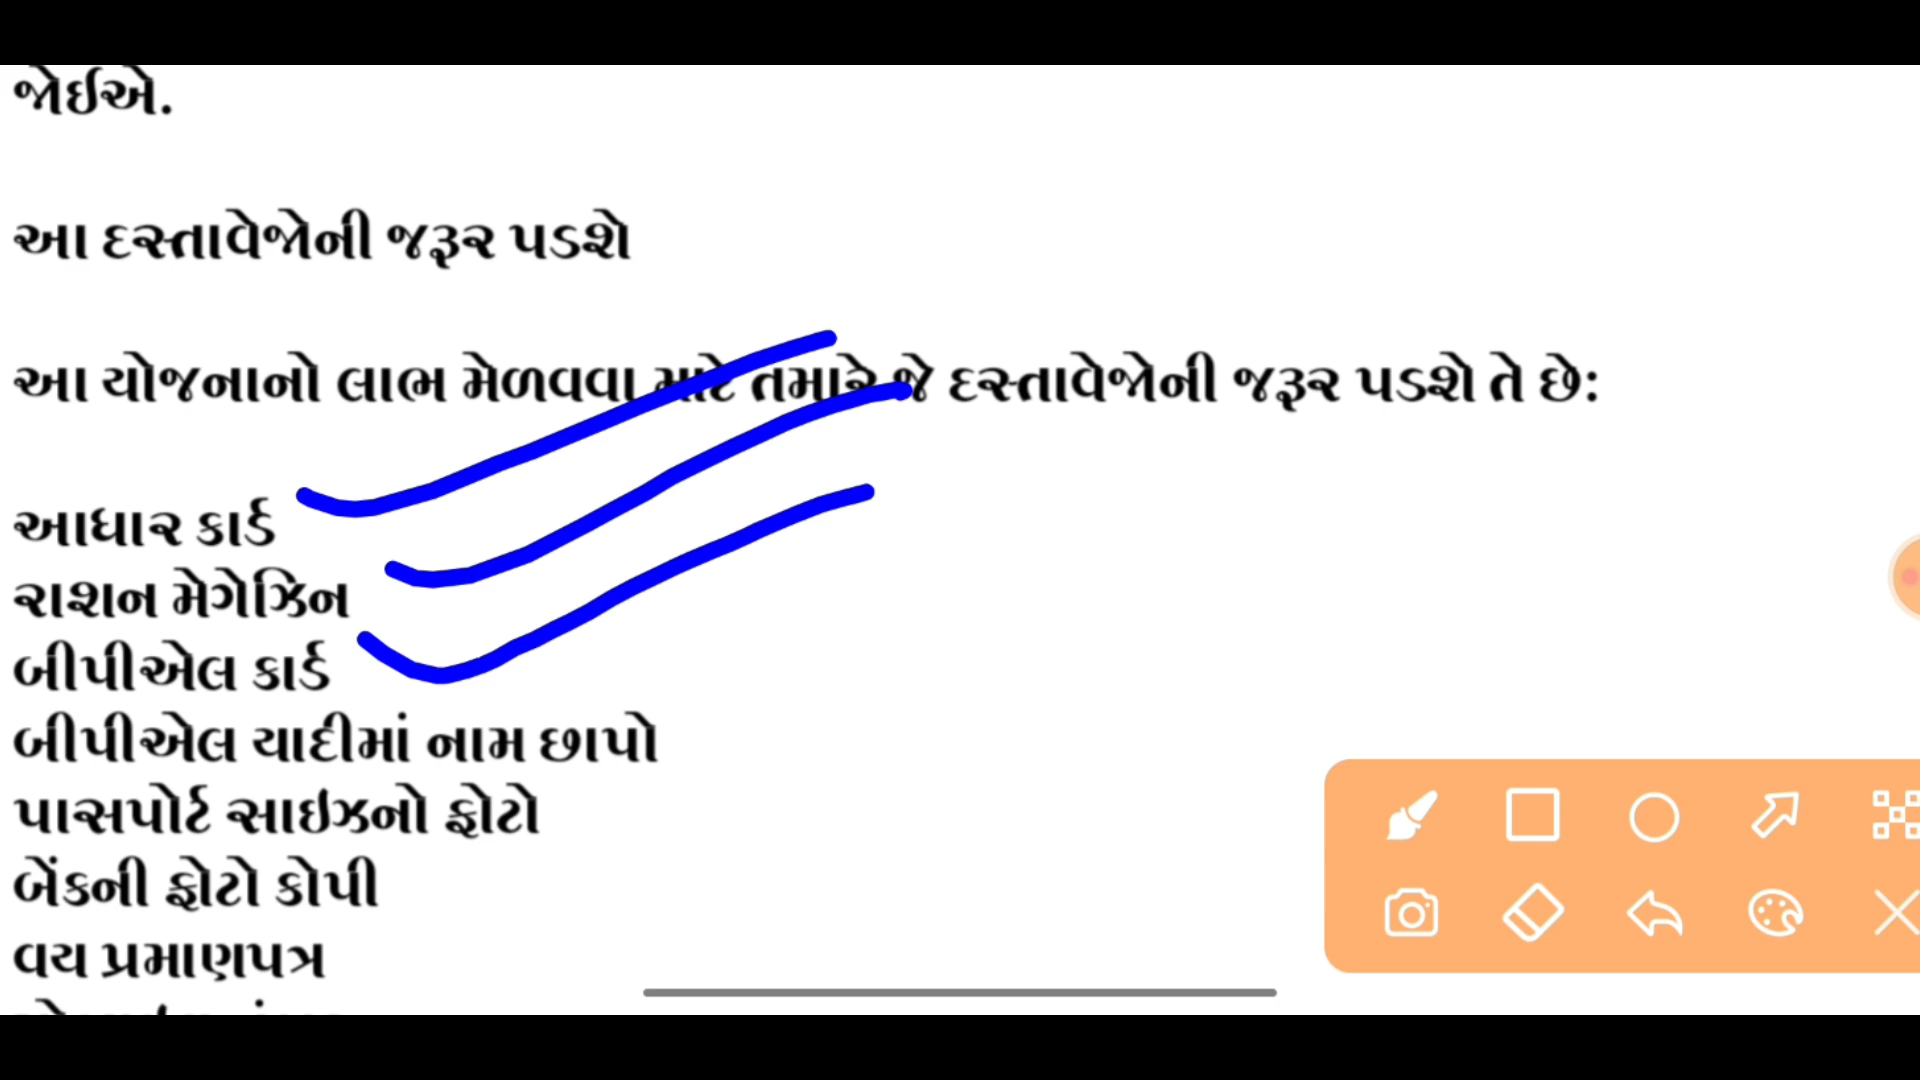 જોઈએ.
આ દસ્તાવેજોની જરૂર પડશે
આ યોજનાનો લાભ મેળવવા માટે તમારે જે દસ્તાવેજોની જરૂર પડશે તે છે:
આધાર કાર્ડ
રાશન મેગેઝિન
બીપીએલ કાર્ડ
બીપીએલ યાદીમાં નામ છાપો
પાસપોર્ટ સાઇઝનો ફોટો
બેંકની ફોટો કોપી
વય પ્રમાણપત્ર